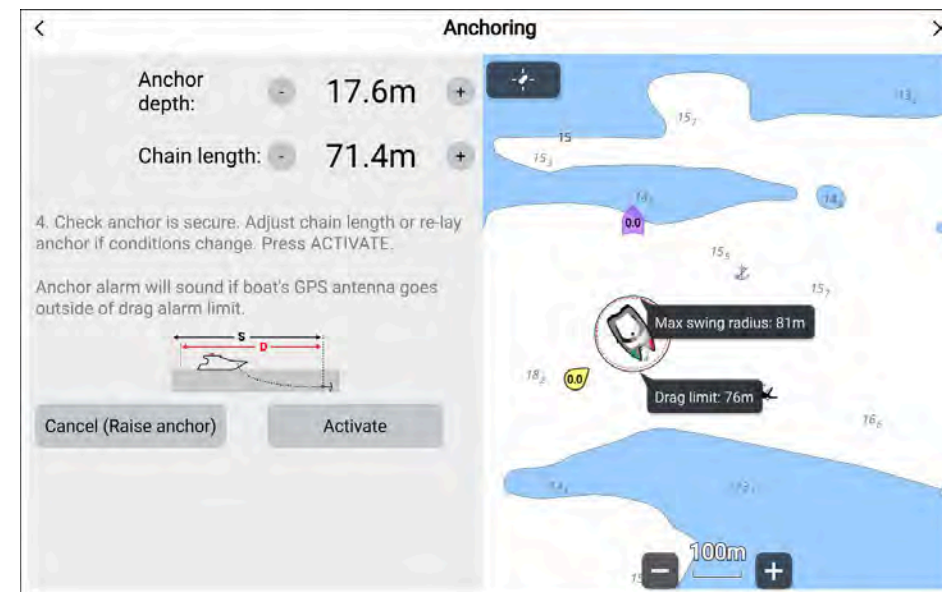 Anchoring
Anchor
depth:
-
17.6m
+
Chain length:
-
71.4m
+
4. Check anchor is secure. Adjust chain length or re-lay
anchor if conditions change. Press ACTIVATE.
Anchor alarm will sound if boat's GPS antenna goes
outside of drag alarm limit.
S
D
Cancel (Raise anchor)
Activate
15
0.0
Max swing radius: 81m
0.0
Drag limit: 76m
100m